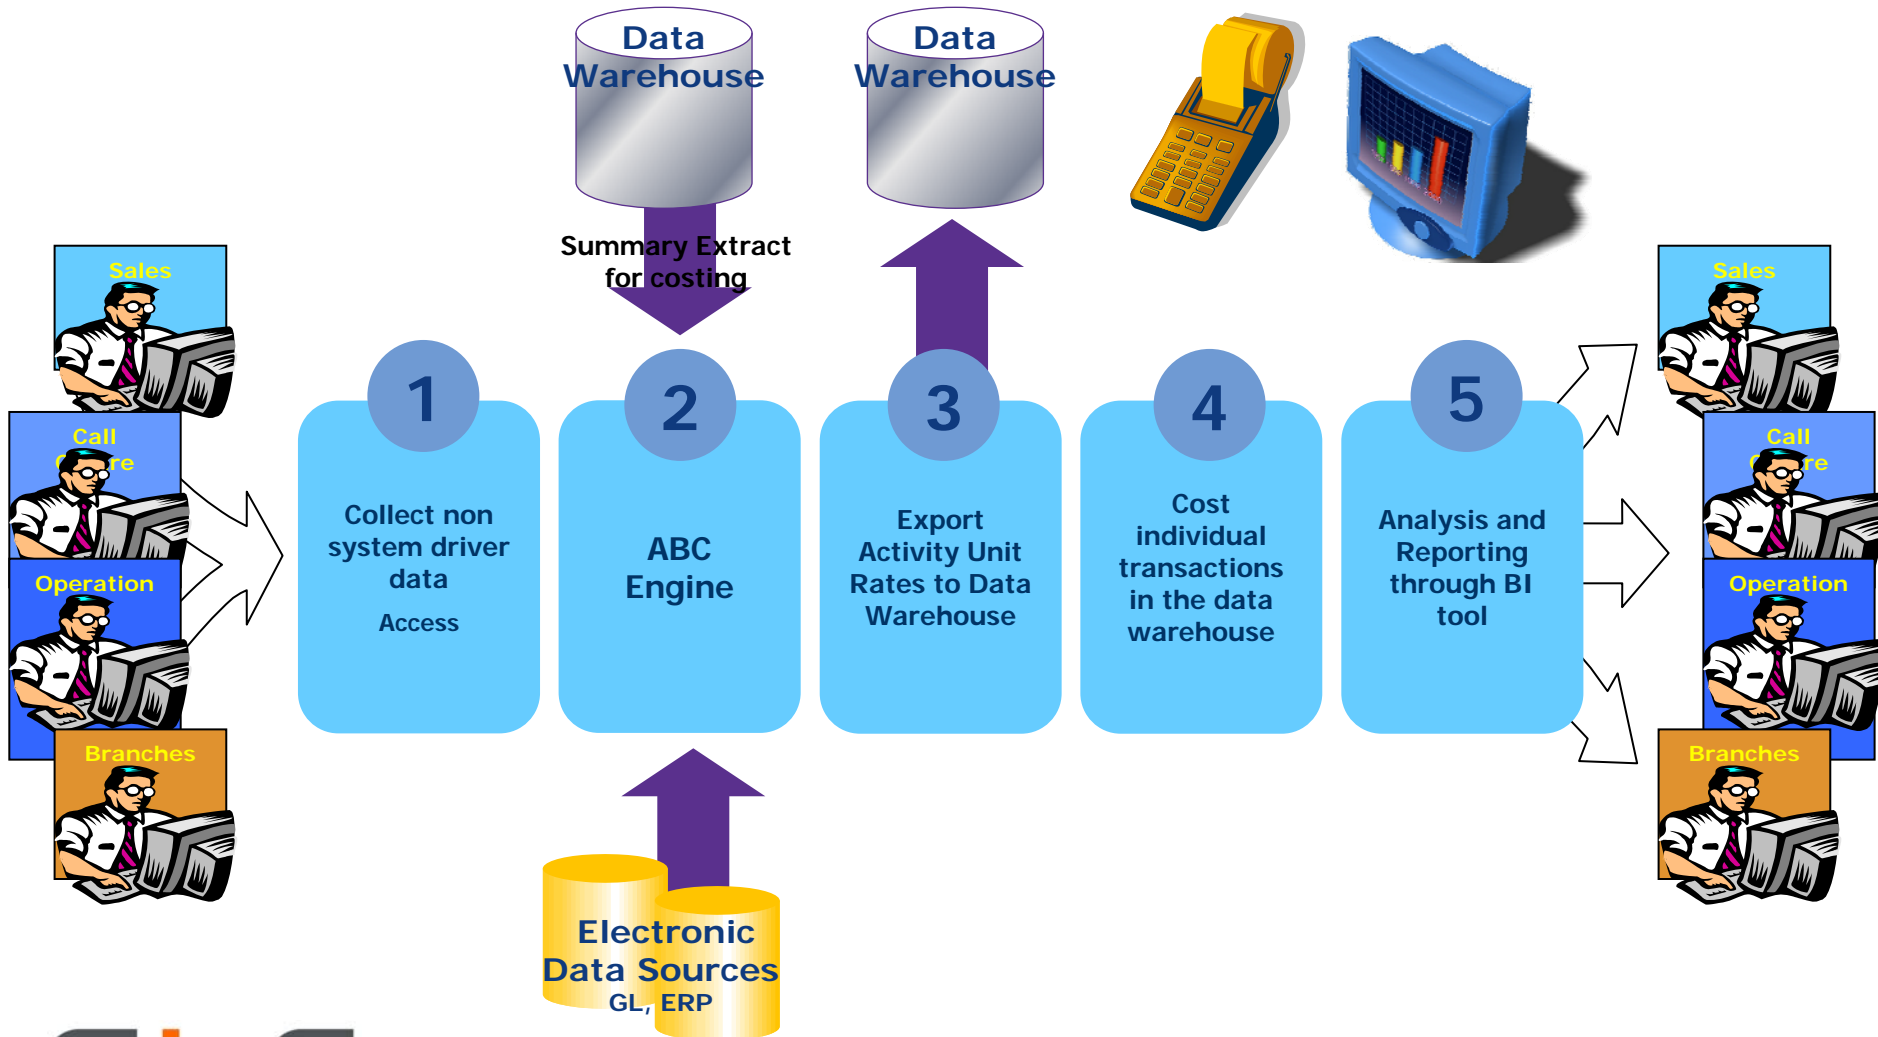 Data
Warehouse
Data
Warehouse
Summary Extract
for costing
Sales
Call
Operation
Branches
1
Collect non
system driver
data
Access
2
ABC
Engine
3
Export
Activity Unit
Rates to Data
Warehouse
4
Cost
individual
transactions
in the data
warehouse
5
Analysis and
Reporting
through BI
tool
Sales
Call
Operation
Branches
Electronic
Data Sources
GL, ERP